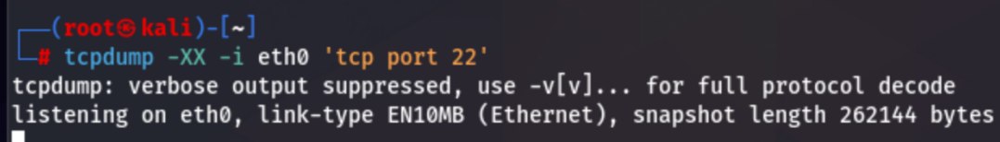 ┌──(root㉿kali)-[~]
└─# tcpdump -XX -i eth0 'tcp port 22'
tcpdump: verbose output suppressed, use -v[v]... for full protocol decode
listening on eth0, link-type EN10MB (Ethernet), snapshot length 262144 bytes